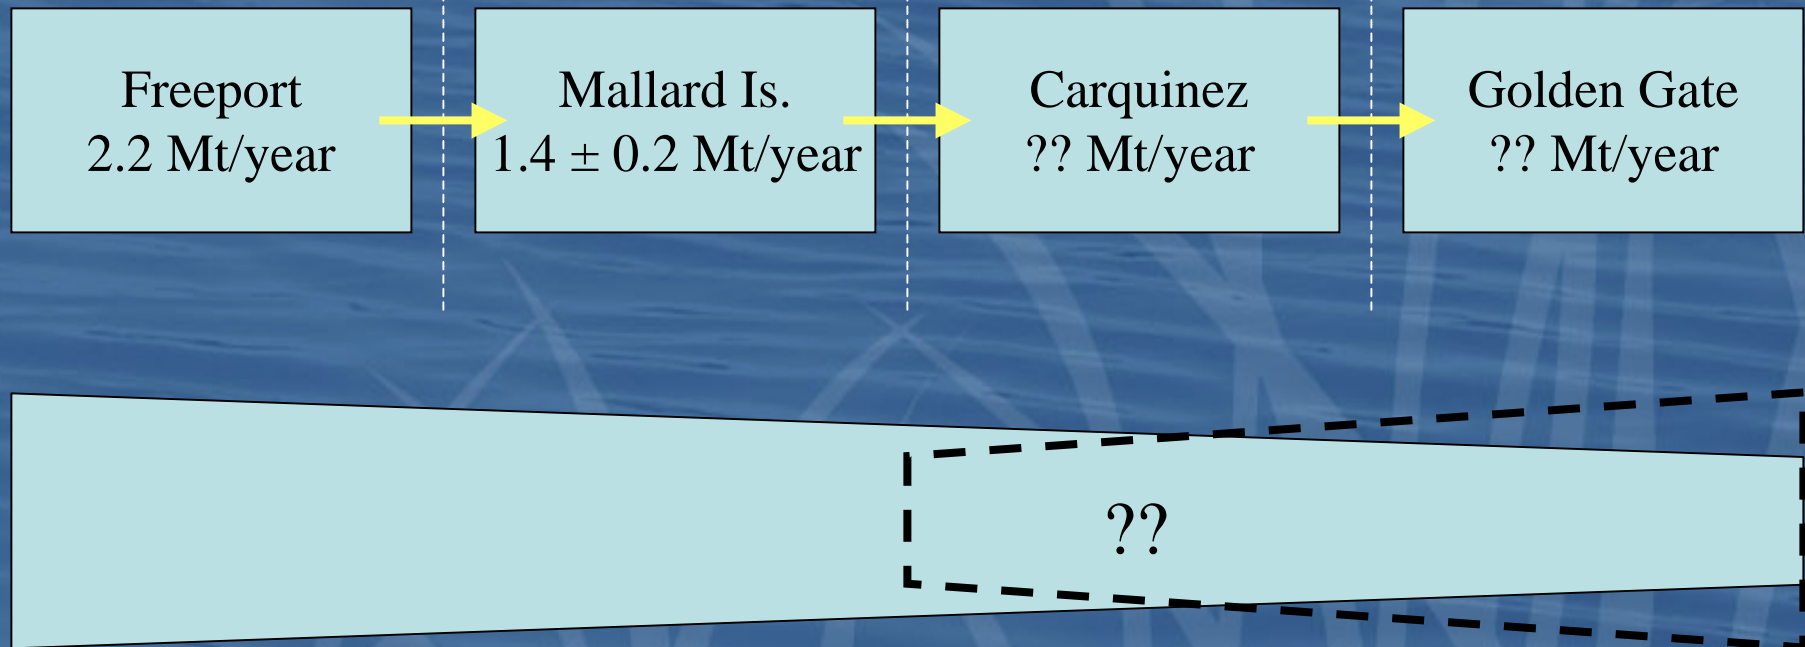 Freeport
2.2 Mt/year
Mallard Is.
1.4 ± 0.2 Mt/year
Carquinez
?? Mt/year
Golden Gate
?? Mt/year
??